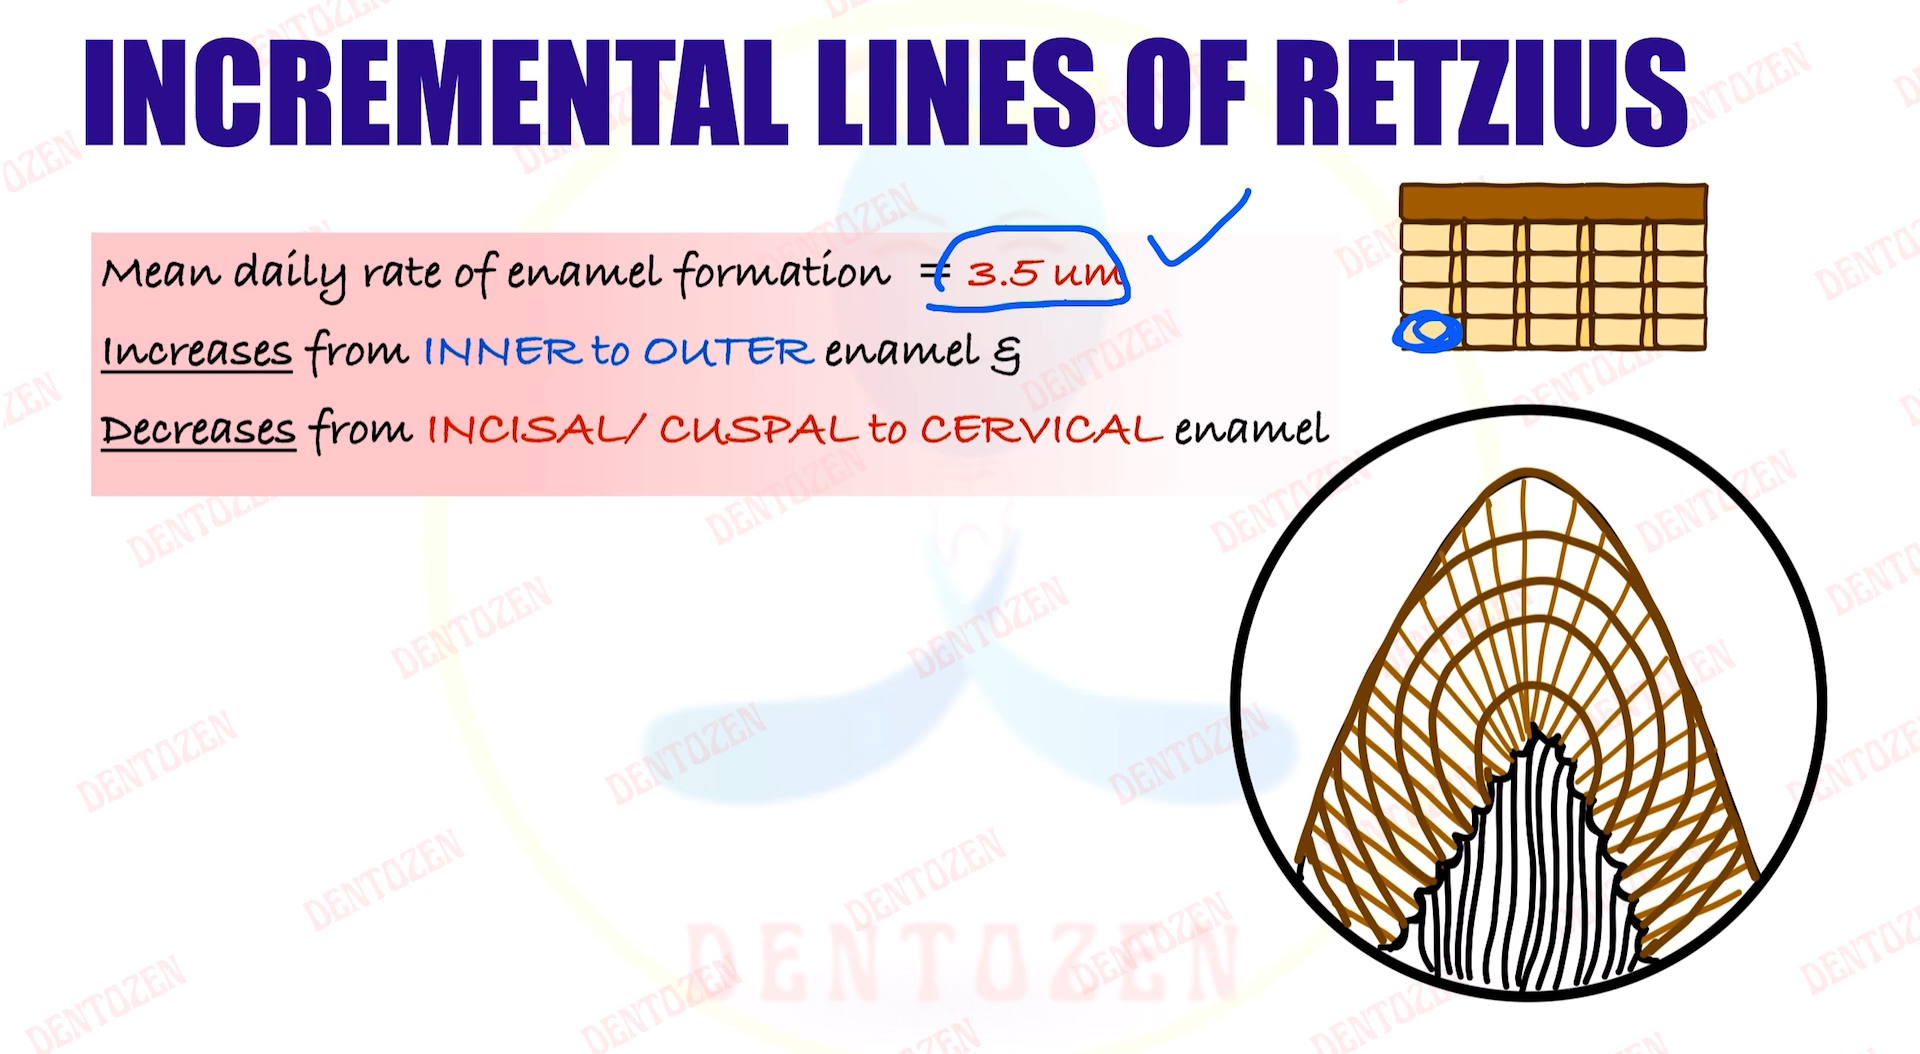 INCREMENTAL LINES OF RETZIUS
Mean daily rate of enamel formation = 3.5 um
Increases from INNER to OUTER enamel &
Decreases from INCISAL/ CUSPAL to CERVICAL enamel
DENTOZEN